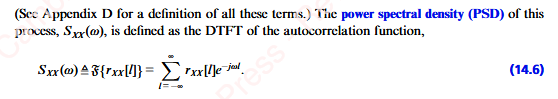 (See Appendix D for a definition of all these terms.) The power spectral density (PSD) of this
process, S_XX(ω), is defined as the DTFT of the autocorrelation function,
S_XX(ω) ≜ 𝔉{r_XX[l]} = ∑_{l=-∞}^{∞} r_XX[l]e^{-jωl}. (14.6)
Press